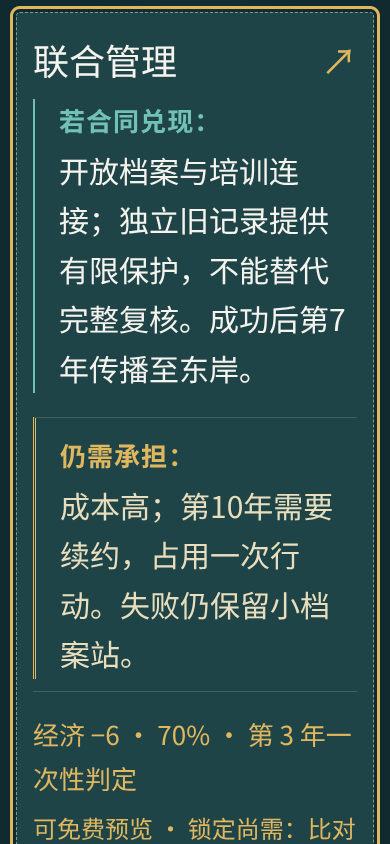 联合管理 ↗
若合同兑现：
开放档案与培训连
接；独立旧记录提供
有限保护，不能替代
完整复核。成功后第7
年传播至东岸。
仍需承担：
成本高；第10年需要
续约，占用一次行
动。失败仍保留小档
案站。
经济 −6 · 70% · 第 3 年一
次性判定
可免费预览 · 锁定尚需：比对